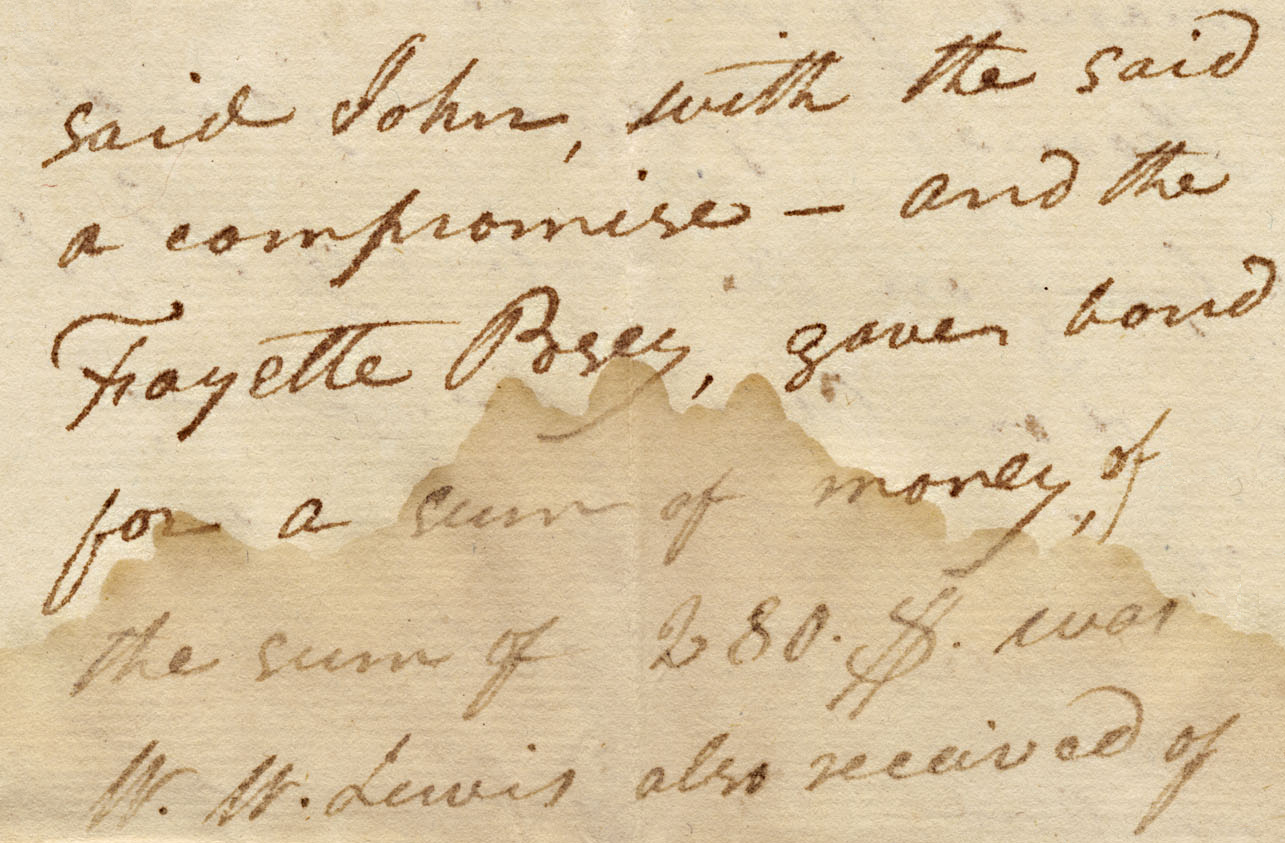 said John, with the said
a compromise — and the
Fayette Posey, gave bond
for a sum of money, of
the sum of 280. $. was
W. W. Lewis also received of